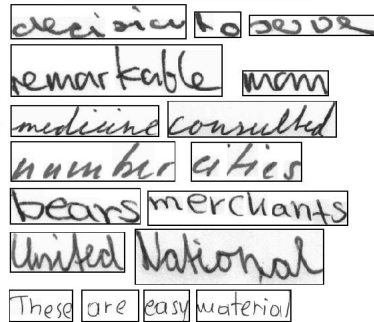 decision to serve
remarkable mom
medicine consulted
number cities
bears merchants
United National
These are easy material